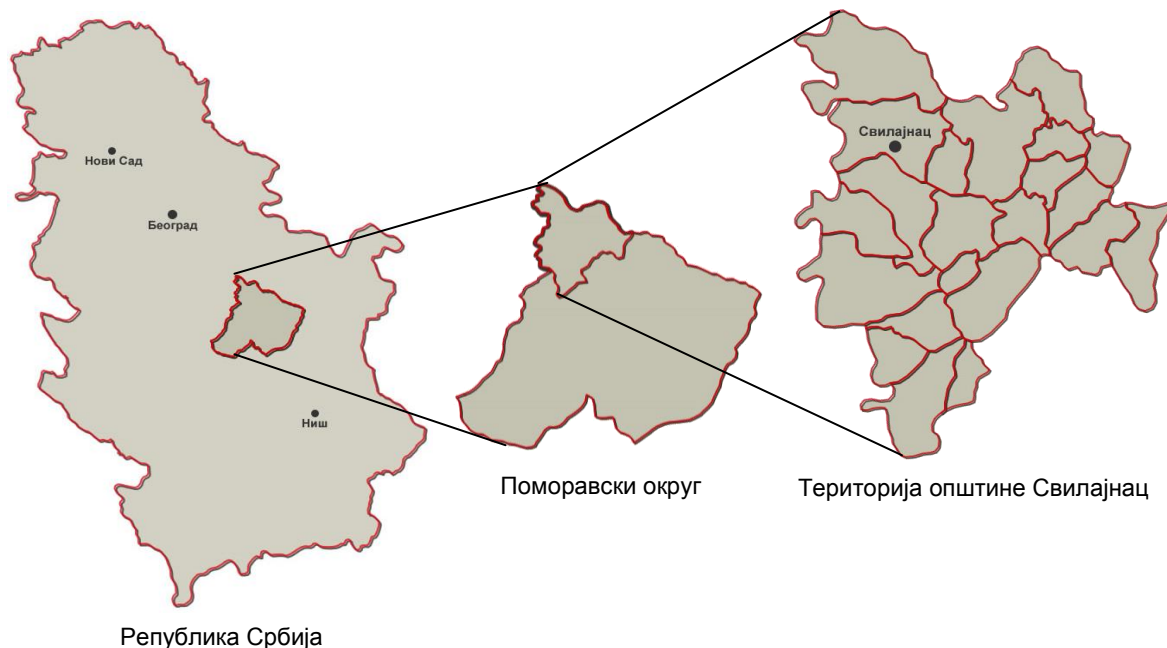 Нови Сад
Београд
Ниш
Република Србија
Поморавски округ
Свилајнац
Територија општине Свилајнац